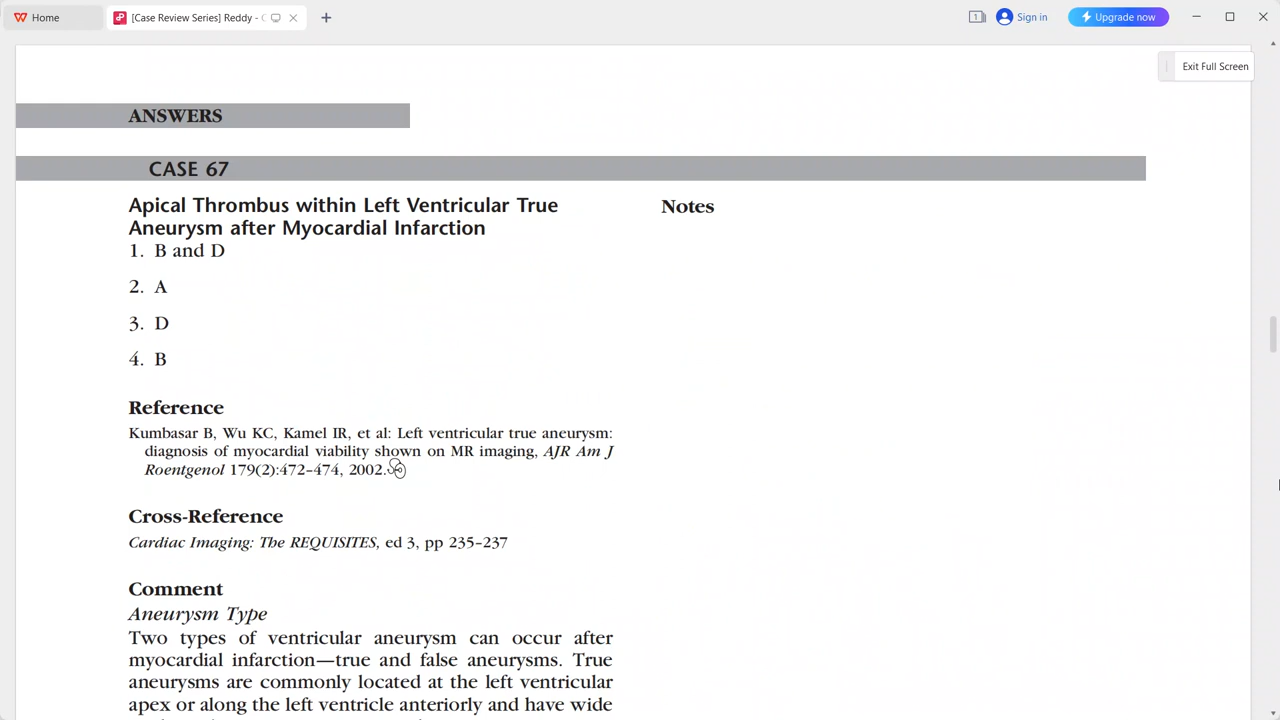 Home
[Case Review Series] Reddy - C
1
Sign in
Upgrade now
Exit Full Screen
ANSWERS
CASE 67
Apical Thrombus within Left Ventricular True
Aneurysm after Myocardial Infarction
1. B and D
2. A
3. D
4. B
Reference
Kumbasar B, Wu KC, Kamel IR, et al: Left ventricular true aneurysm:
diagnosis of myocardial viability shown on MR imaging, AJR Am J
Roentgenol 179(2):472–474, 2002.
Cross-Reference
Cardiac Imaging: The REQUISITES, ed 3, pp 235–237
Comment
Aneurysm Type
Two types of ventricular aneurysm can occur after
myocardial infarction—true and false aneurysms. True
aneurysms are commonly located at the left ventricular
apex or along the left ventricle anteriorly and have wide
Notes